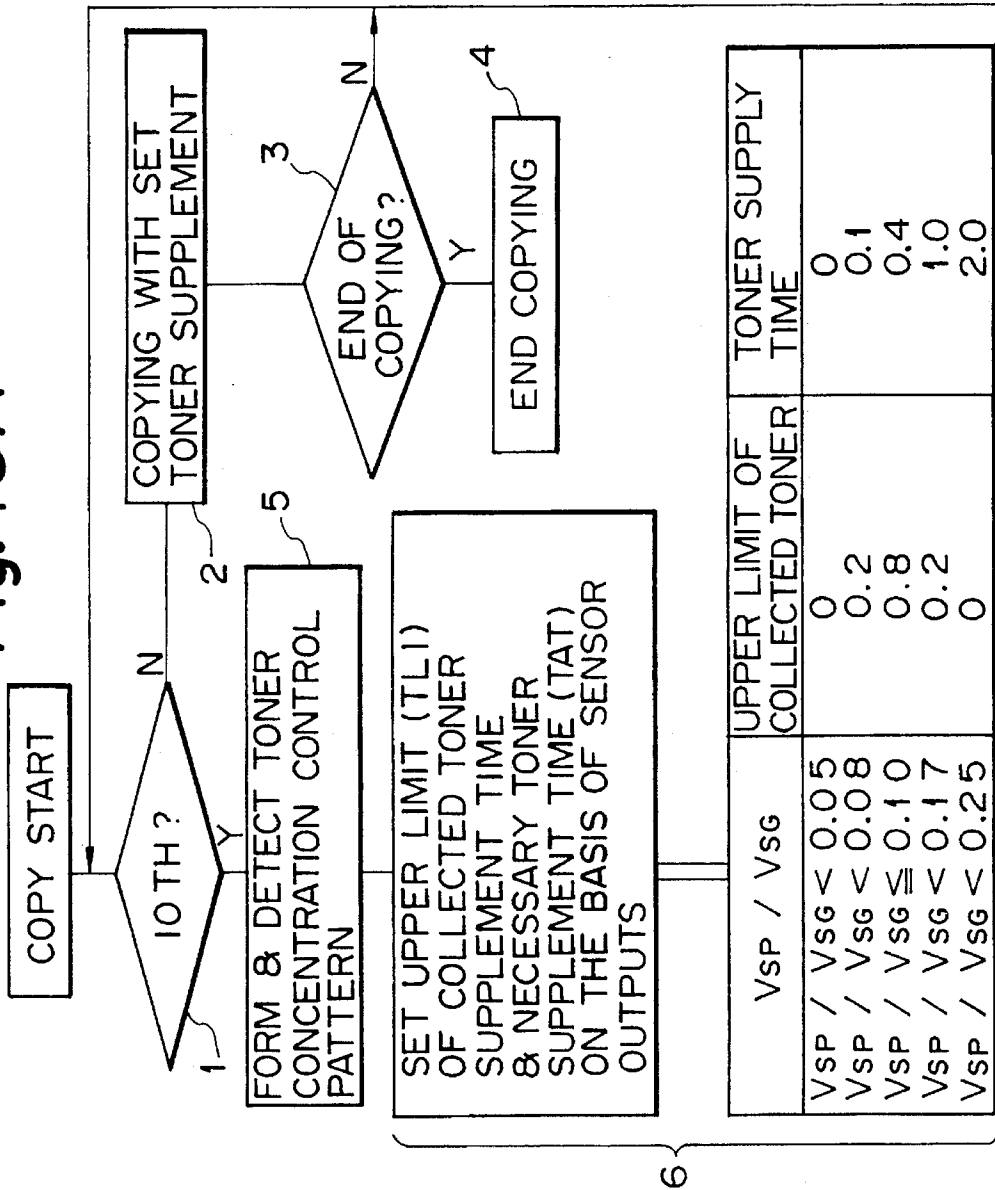 COPY START
10TH ?
N
Y
1
COPYING WITH SET
TONER SUPPLEMENT
2
END OF
COPYING ?
3
N
Y
END COPYING
4
FORM & DETECT TONER
CONCENTRATION CONTROL
PATTERN
5
SET UPPER LIMIT (TL1)
OF COLLECTED TONER
SUPPLEMENT TIME
& NECESSARY TONER
SUPPLEMENT TIME (TAT)
ON THE BASIS OF SENSOR
OUTPUTS
6
VSP / VSG UPPER LIMIT OF COLLECTED TONER TONER SUPPLY TIME
VSP / VSG < 0.05 0 0
VSP / VSG < 0.08 0.2 0.1
VSP / VSG ≦ 0.10 0.8 0.4
VSP / VSG < 0.17 0.2 1.0
VSP / VSG < 0.25 0 2.0